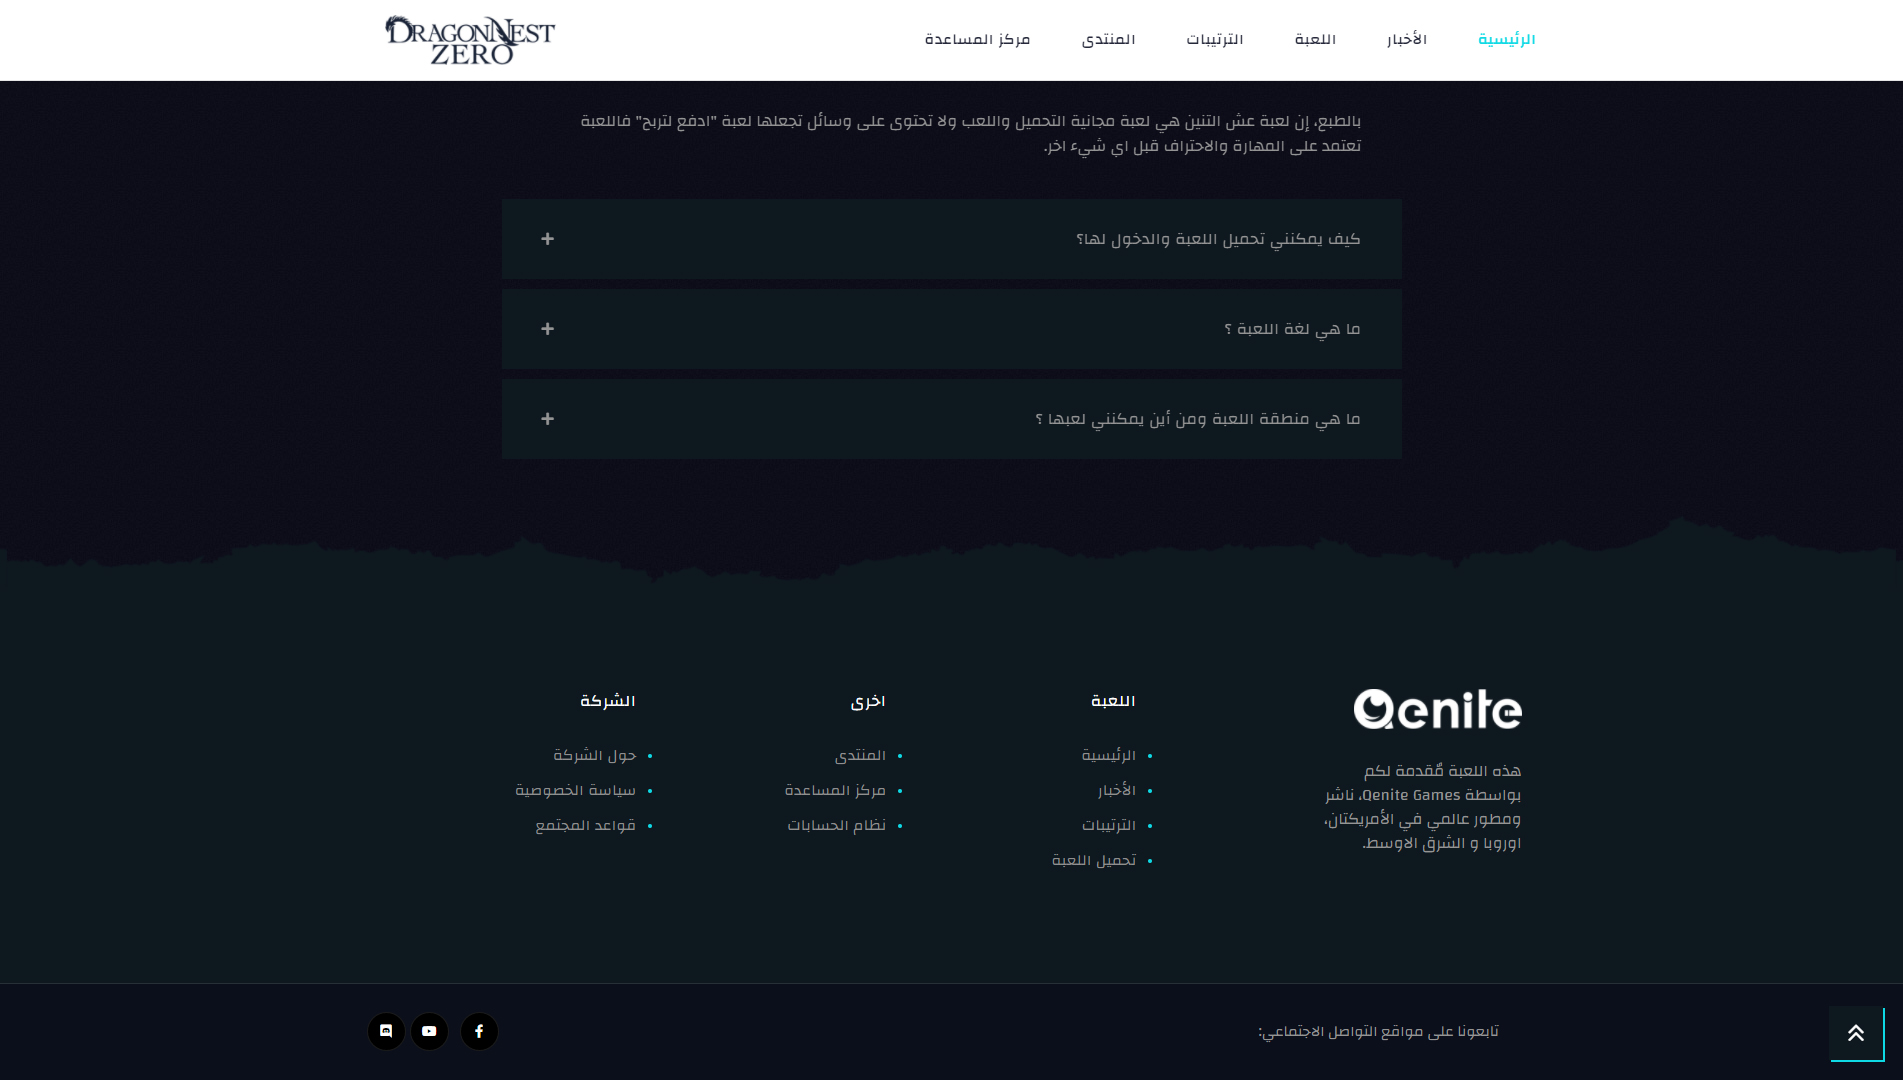 DRAGONNEST
ZERO
الرئيسية
الأخبار
اللعبة
الترتيبات
المنتدى
مركز المساعدة
بالطبع، إن لعبة عش التنين هي لعبة مجانية التحميل واللعب ولا تحتوى على وسائل تجعلها لعبة "ادفع لتربح" فاللعبة
تعتمد على المهارة والاحتراف قبل اي شيء اخر.
كيف يمكنني تحميل اللعبة والدخول لها؟
ما هي لغة اللعبة ؟
ما هي منطقة اللعبة ومن أين يمكنني لعبها ؟
Qenite
هذه اللعبة مٌقدمة لكم
بواسطة Qenite Games، ناشر
ومطور عالمي في الأمريكتان،
اوروبا و الشرق الاوسط.
اللعبة
الرئيسية
الأخبار
الترتيبات
تحميل اللعبة
اخرى
المنتدى
مركز المساعدة
نظام الحسابات
الشركة
حول الشركة
سياسة الخصوصية
قواعد المجتمع
تابعونا على مواقع التواصل الاجتماعي: